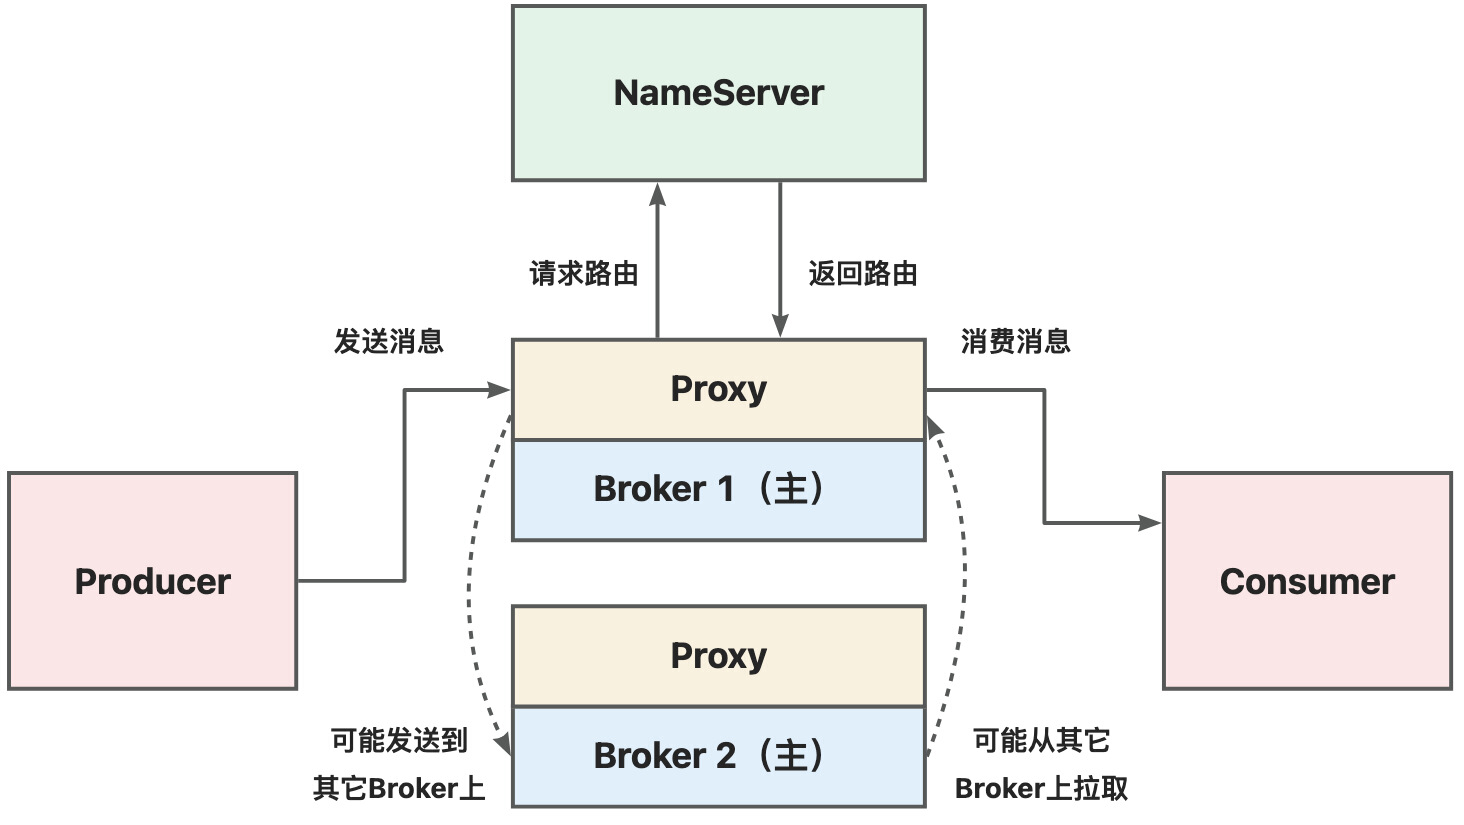 NameServer
请求路由
返回路由
发送消息
消费消息
Proxy
Broker 1（主）
Producer
Consumer
Proxy
Broker 2（主）
可能发送到
其它Broker上
可能从其它
Broker上拉取